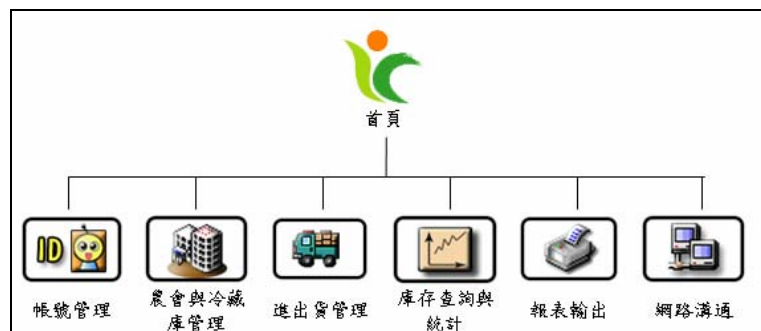 首頁
ID
帳號管理
農會與冷藏
庫管理
進出貨管理
庫存查詢與
統計
報表輸出
網路溝通